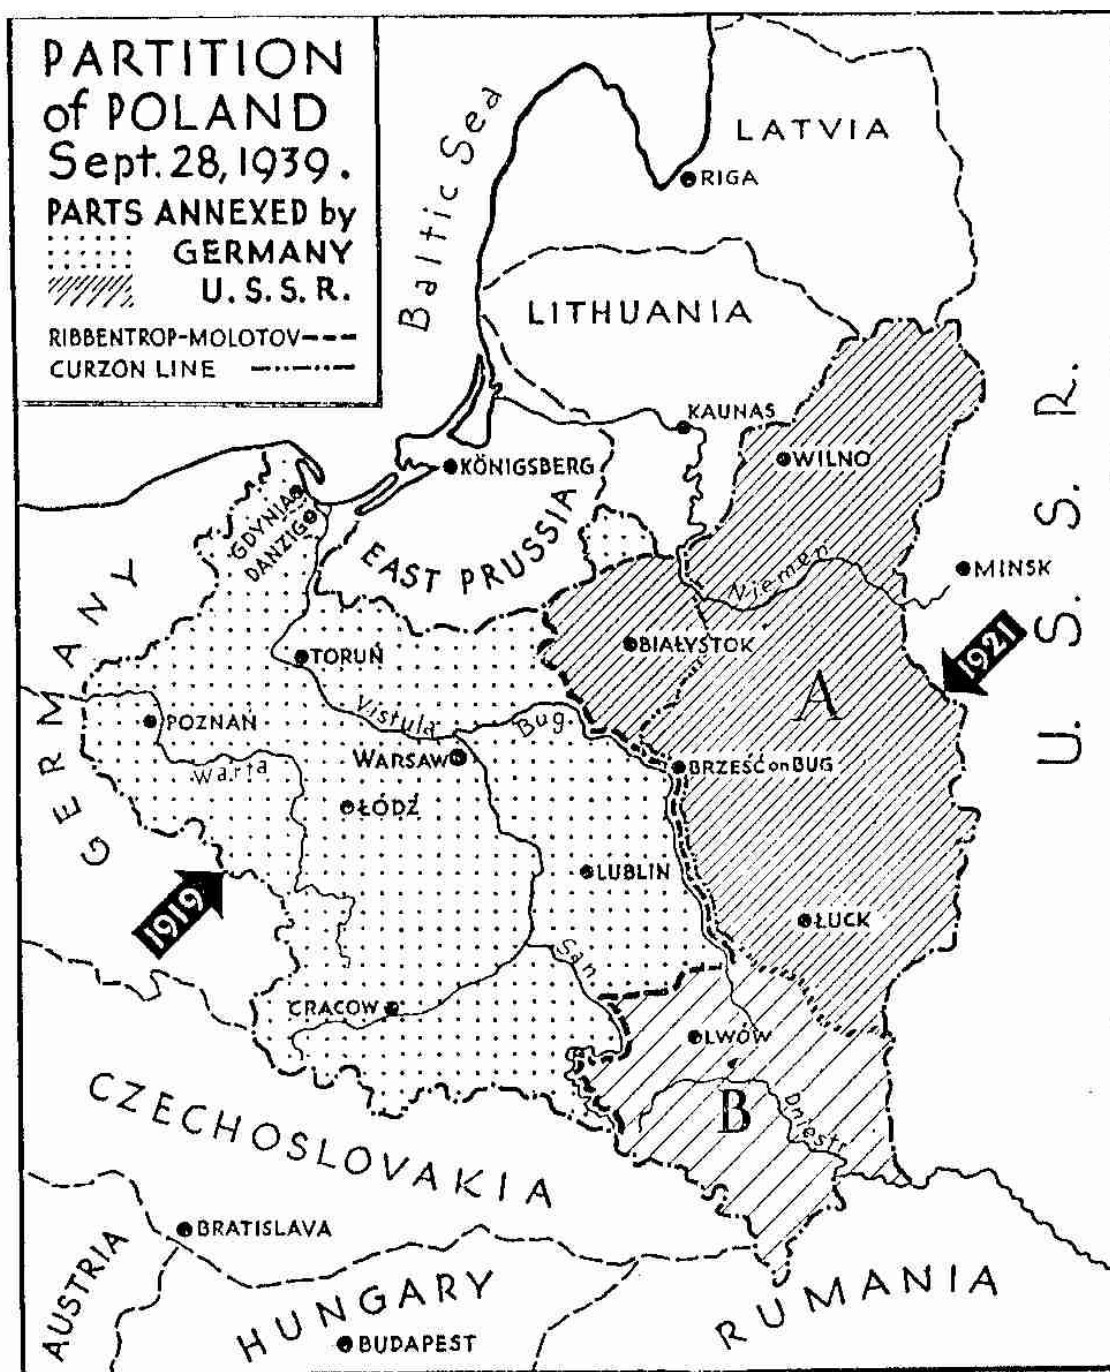 PARTITION
of POLAND
Sept. 28, 1939.
PARTS ANNEXED by
GERMANY
U. S. S. R.
RIBBENTROP-MOLOTOV
CURZON LINE
Baltic Sea
LATVIA
RIGA
LITHUANIA
KAUNAS
WILNO
KÖNIGSBERG
EAST PRUSSIA
GDYNIA
DANZIG
U. S. S. R.
Njemen
MINSK
1921
GERMANY
TORUŃ
BIAŁYSTOK
A
POZNAŃ
Vistula
Bug
WARSAW
BRZEŚĆ on BUG
Warta
ŁÓDŹ
LUBLIN
1919
ŁUCK
San
CRACOW
LWÓW
B
Dniestr
CZECHOSLOVAKIA
BRATISLAVA
AUSTRIA
HUNGARY
BUDAPEST
RUMANIA